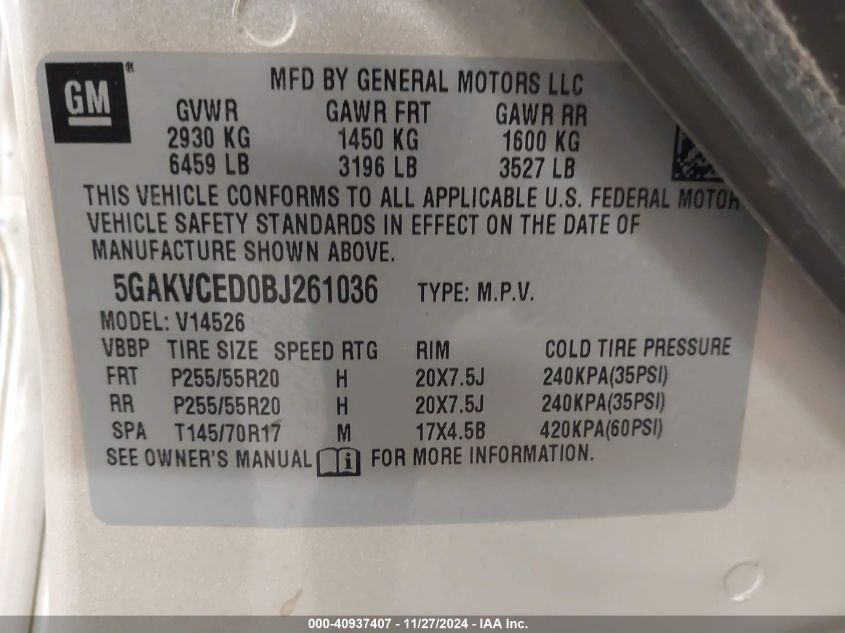 GM®
MFD BY GENERAL MOTORS LLC
GVWR GAWR FRT GAWR RR
2930 KG 1450 KG 1600 KG
6459 LB 3196 LB 3527 LB
THIS VEHICLE CONFORMS TO ALL APPLICABLE U.S. FEDERAL MOTOR
VEHICLE SAFETY STANDARDS IN EFFECT ON THE DATE OF
MANUFACTURE SHOWN ABOVE.
5GAKVCED0BJ261036 TYPE: M.P.V.
MODEL: V14526
VBBP TIRE SIZE SPEED RTG RIM COLD TIRE PRESSURE
FRT P255/55R20 H 20X7.5J 240KPA(35PSI)
RR P255/55R20 H 20X7.5J 240KPA(35PSI)
SPA T145/70R17 M 17X4.5B 420KPA(60PSI)
SEE OWNER'S MANUAL i FOR MORE INFORMATION.
000-40937407 - 11/27/2024 - IAA Inc.